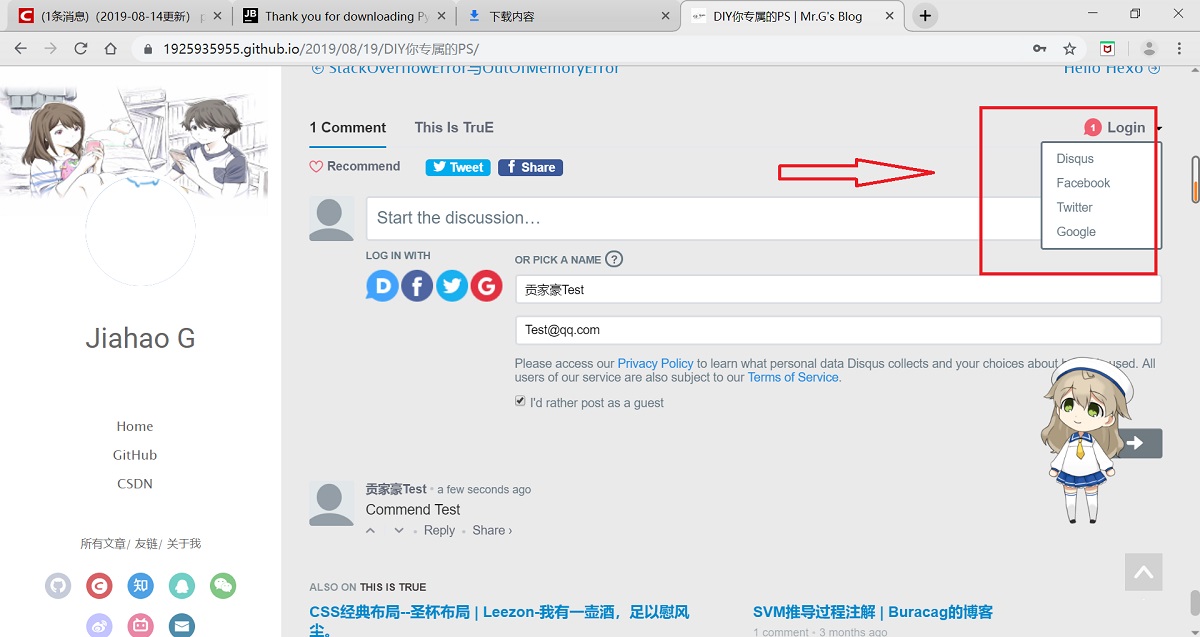 (1条消息) (2019-08-14更新)
Thank you for downloading Py
下载内容
DIY你专属的PS | Mr.G's Blog
1925935955.github.io/2019/08/19/DIY你专属的PS/
StackOverflowError与OutOfMemoryError
Hello Hexo
1 Comment
This Is TruE
1 Login
Disqus
Facebook
Twitter
Google
Recommend
Tweet
Share
Start the discussion…
LOG IN WITH
OR PICK A NAME ?
贡家豪Test
Test@qq.com
Please access our Privacy Policy to learn what personal data Disqus collects and your choices about used. All
users of our service are also subject to our Terms of Service.
I'd rather post as a guest
贡家豪Test • a few seconds ago
Commend Test
Reply • Share ›
ALSO ON THIS IS TRUE
CSS经典布局--圣杯布局 | Leezon-我有一壶酒，足以慰风
尘。
SVM推导过程注解 | Buracag的博客
1 comment • 3 months ago
Jiahao G
Home
GitHub
CSDN
所有文章/ 友链/ 关于我
知